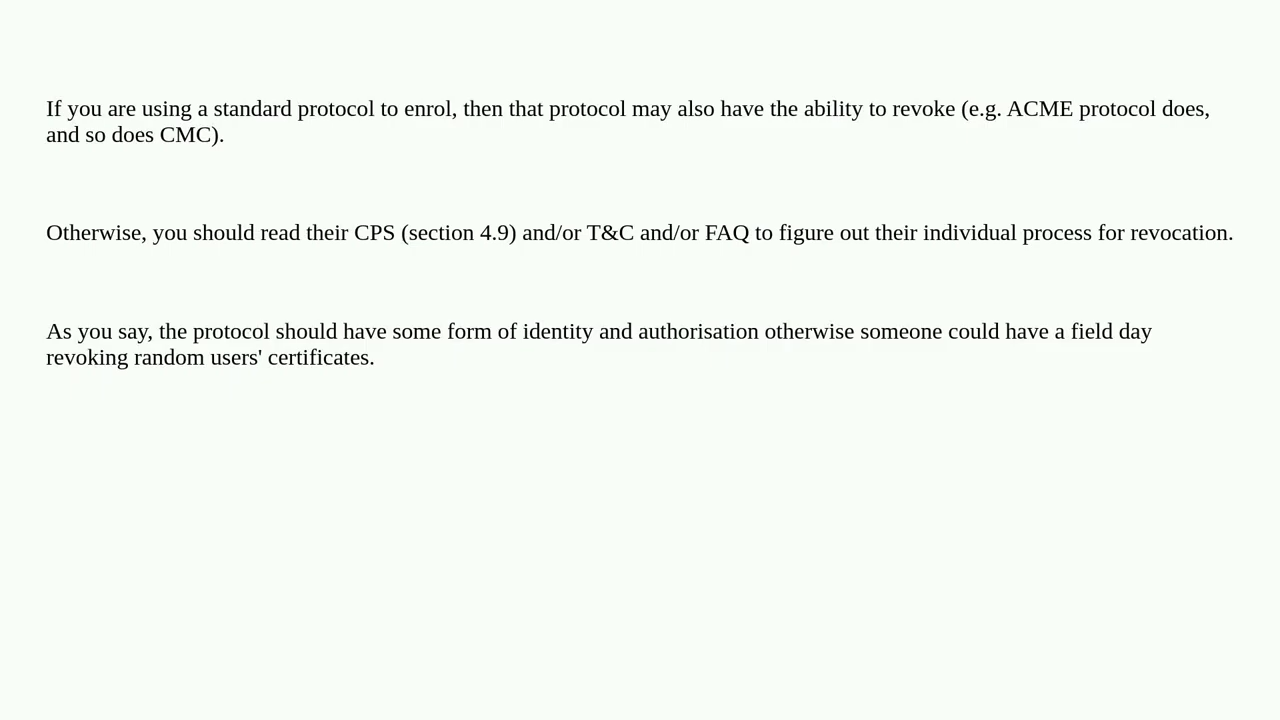 If you are using a standard protocol to enrol, then that protocol may also have the ability to revoke (e.g. ACME protocol does,
and so does CMC).
Otherwise, you should read their CPS (section 4.9) and/or T&C and/or FAQ to figure out their individual process for revocation.
As you say, the protocol should have some form of identity and authorisation otherwise someone could have a field day
revoking random users' certificates.